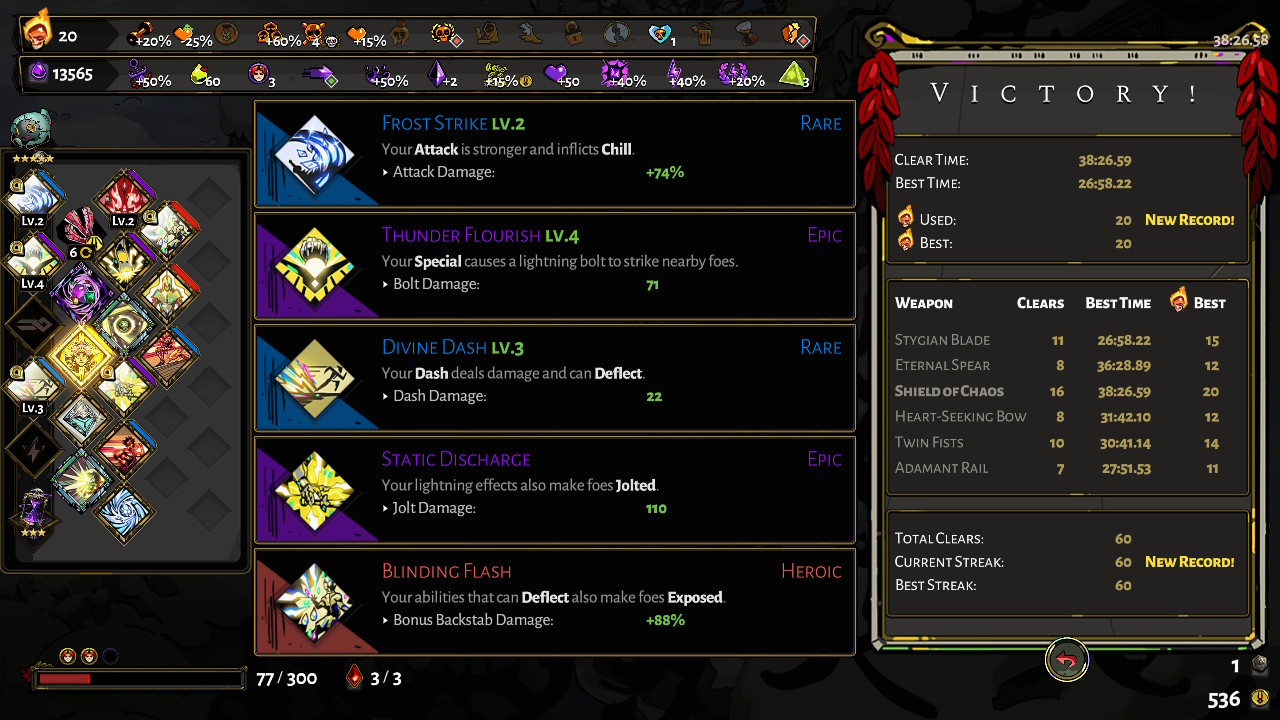 20
+20%
25%
+60%
4
+15%
1
38:26.58
13565
+50%
60
3
+50%
+2
+15%
+50
+40%
+40%
+20%
3
VICTORY!
FROST STRIKE LV.2 RARE
Your Attack is stronger and inflicts Chill.
Attack Damage: +74%
THUNDER FLOURISH LV.4 EPIC
Your Special causes a lightning bolt to strike nearby foes.
Bolt Damage: 71
DIVINE DASH LV.3 RARE
Your Dash deals damage and can Deflect.
Dash Damage: 22
STATIC DISCHARGE EPIC
Your lightning effects also make foes Jolted.
Jolt Damage: 110
BLINDING FLASH HEROIC
Your abilities that can Deflect also make foes Exposed.
Bonus Backstab Damage: +88%
Lv.2
Lv.2
6
Lv.4
Lv.3
77 / 300
3 / 3
CLEAR TIME: 38:26.59
BEST TIME: 26:58.22
USED: 20 NEW RECORD!
BEST: 20
WEAPON CLEARS BEST TIME BEST
STYGIAN BLADE 11 26:58.22 15
ETERNAL SPEAR 8 36:28.89 12
SHIELD OF CHAOS 16 38:26.59 20
HEART-SEEKING BOW 8 31:42.10 12
TWIN FISTS 10 30:41.14 14
ADAMANT RAIL 7 27:51.53 11
TOTAL CLEARS: 60
CURRENT STREAK: 60 NEW RECORD!
BEST STREAK: 60
1
536